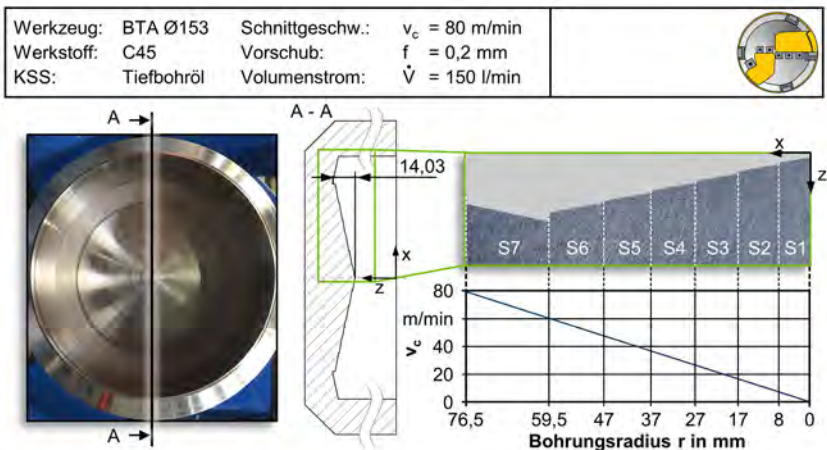 Werkzeug: BTA Ø153 Schnittgeschw.: vc = 80 m/min
Werkstoff: C45 Vorschub: f = 0,2 mm
KSS: Tiefbohröl Volumenstrom: V̇ = 150 l/min
A
A - A
14,03
x
z
x
z
S7 S6 S5 S4 S3 S2 S1
80
m/min
vc
40
20
0
76,5 59,5 47 37 27 17 8 0
Bohrungsradius r in mm
A